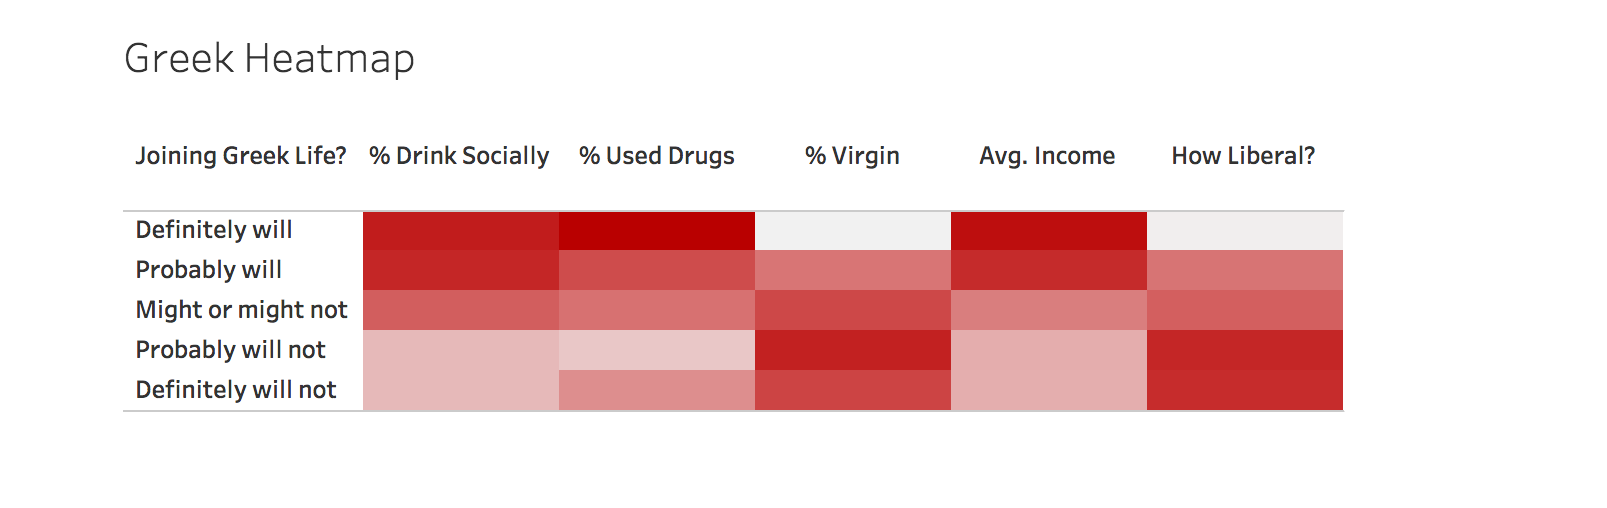 Greek Heatmap
Joining Greek Life? % Drink Socially % Used Drugs % Virgin Avg. Income How Liberal?
Definitely will
Probably will
Might or might not
Probably will not
Definitely will not